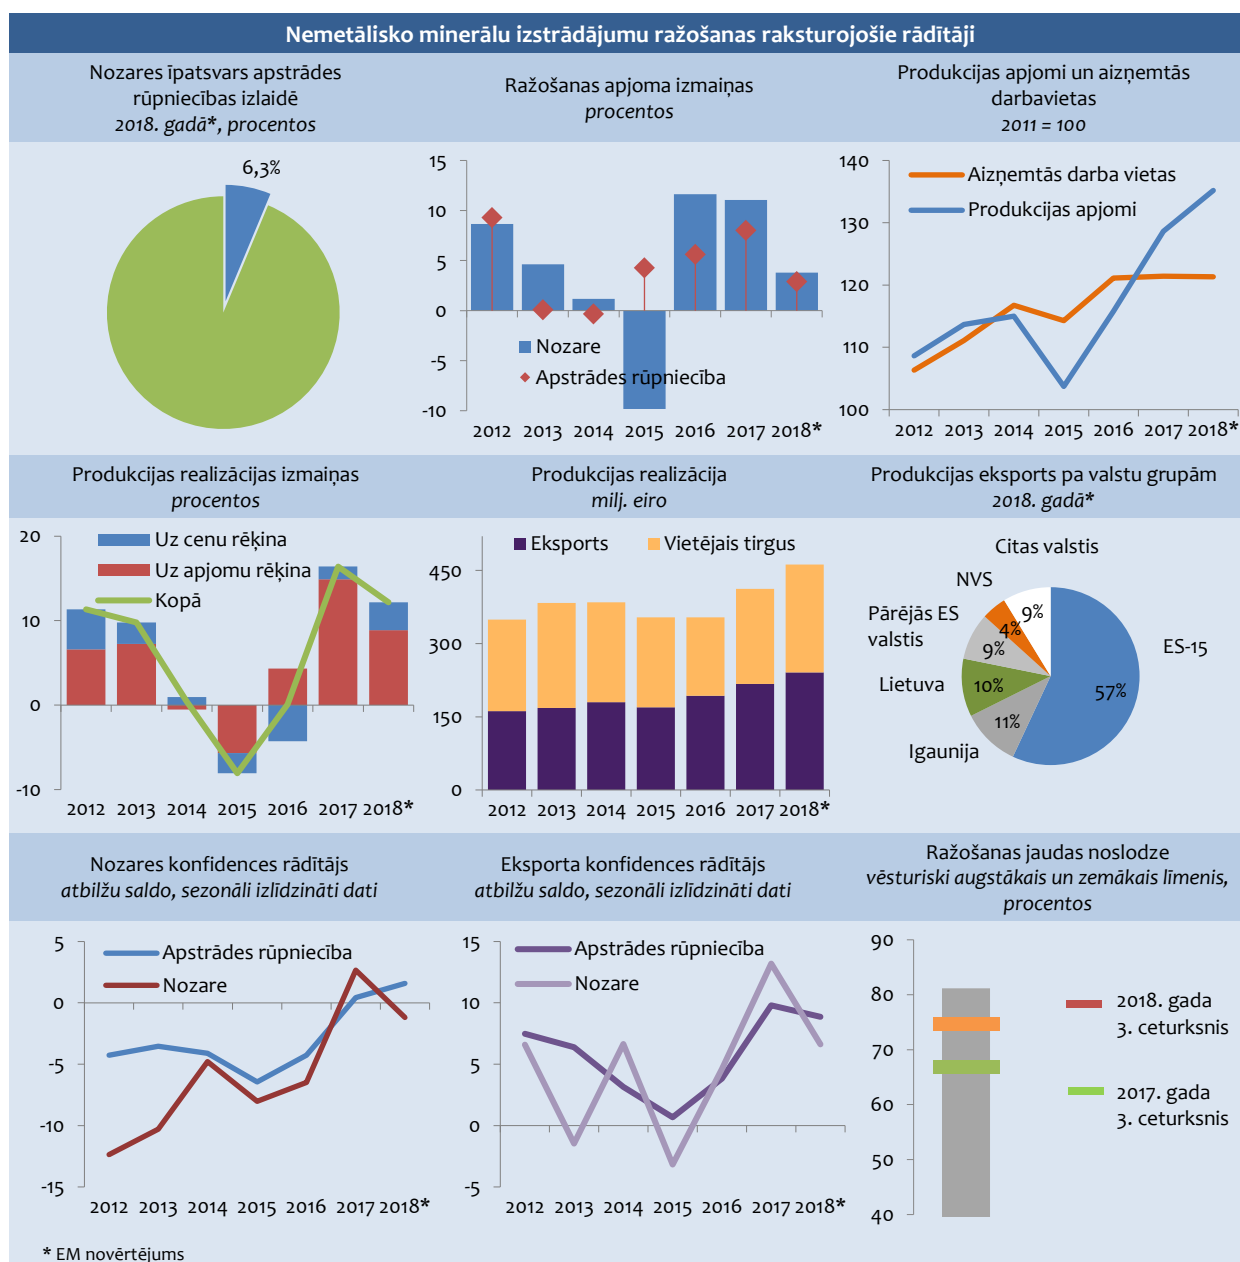 Nemetālisko minerālu izstrādājumu ražošanas raksturojošie rādītāji
Nozares īpatsvars apstrādes
rūpniecības izlaidē
2018. gadā*, procentos
6,3%
Ražošanas apjoma izmaiņas
procentos
15
10
5
0
-5
-10
Nozare
Apstrādes rūpniecība
2012 2013 2014 2015 2016 2017 2018*
Produkcijas apjomi un aizņemtās
darbavietas
2011 = 100
140
130
120
110
100
Aizņemtās darba vietas
Produkcijas apjomi
2012 2013 2014 2015 2016 2017 2018*
Produkcijas realizācijas izmaiņas
procentos
20
10
0
-10
Uz cenu rēķina
Uz apjomu rēķina
Kopā
2012 2013 2014 2015 2016 2017 2018*
Produkcijas realizācija
milj. eiro
Eksports
Vietējais tirgus
450
300
150
0
2012 2013 2014 2015 2016 2017 2018*
Produkcijas eksports pa valstu grupām
2018. gadā*
Citas valstis
NVS
Pārējās ES
valstis
Lietuva
Igaunija
ES-15
9%
4%
9%
10%
11%
57%
Nozares konfidences rādītājs
atbilžu saldo, sezonāli izlīdzināti dati
5
0
-5
-10
-15
Apstrādes rūpniecība
Nozare
2012 2013 2014 2015 2016 2017 2018*
Eksporta konfidences rādītājs
atbilžu saldo, sezonāli izlīdzināti dati
15
10
5
0
-5
Apstrādes rūpniecība
Nozare
2012 2013 2014 2015 2016 2017 2018*
Ražošanas jaudas noslodze
vēsturiski augstākais un zemākais līmenis,
procentos
90
80
70
60
50
40
2018. gada
3. ceturksnis
2017. gada
3. ceturksnis
* EM novērtējums